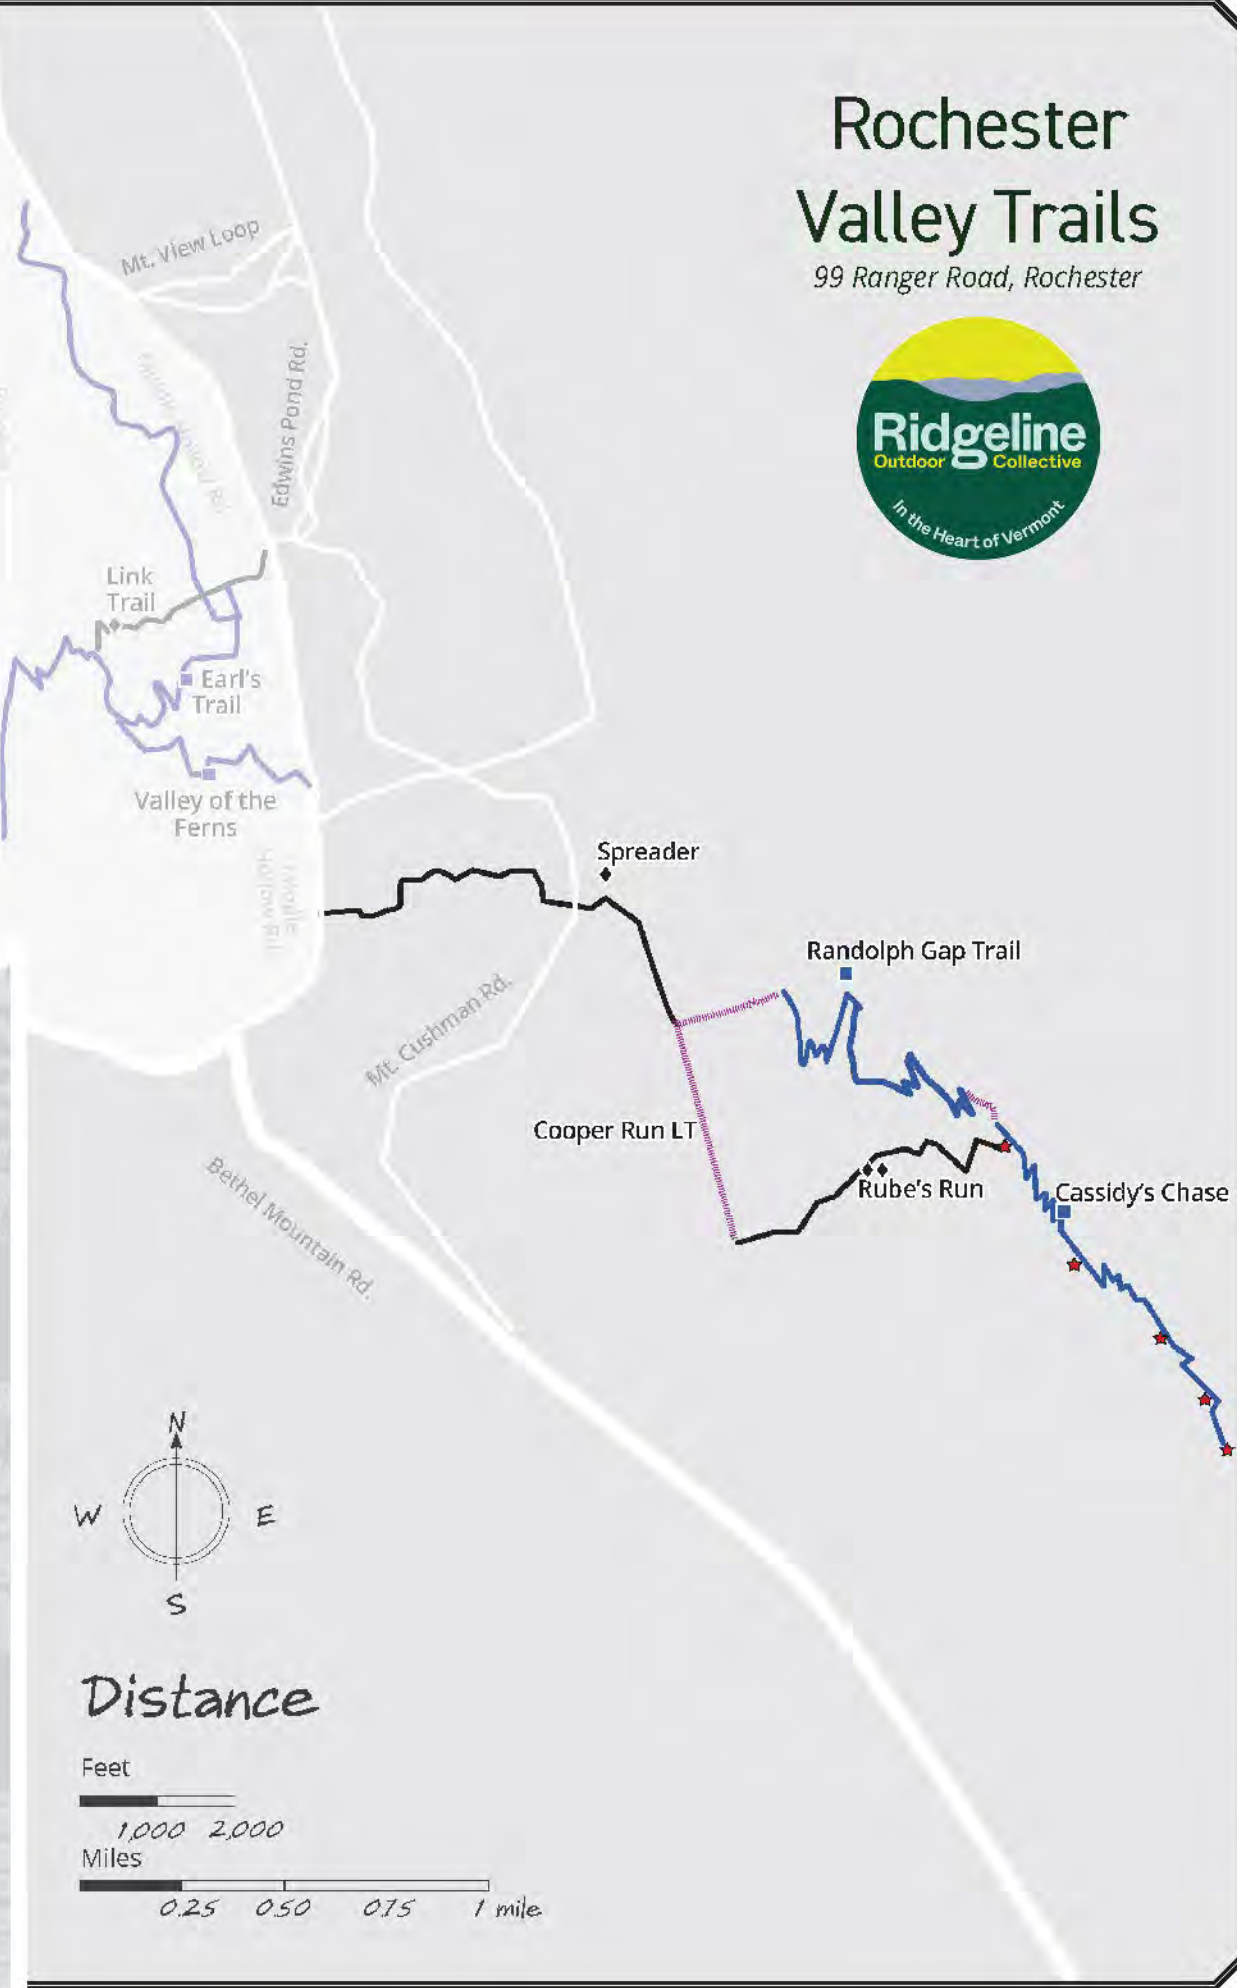 Rochester
Valley Trails
99 Ranger Road, Rochester
Ridgeline
Outdoor Collective
In the Heart of Vermont
Mt. View Loop
Edwins Pond Rd.
Link
Trail
Earl's
Trail
Valley of the
Ferns
Spreader
Randolph Gap Trail
Mt. Cushman Rd.
Cooper Run LT
Rube's Run
Cassidy's Chase
Bethel Mountain Rd.
N
W E
S
Distance
Feet
1,000 2,000
Miles
0.25 0.50 0.75 1 mile